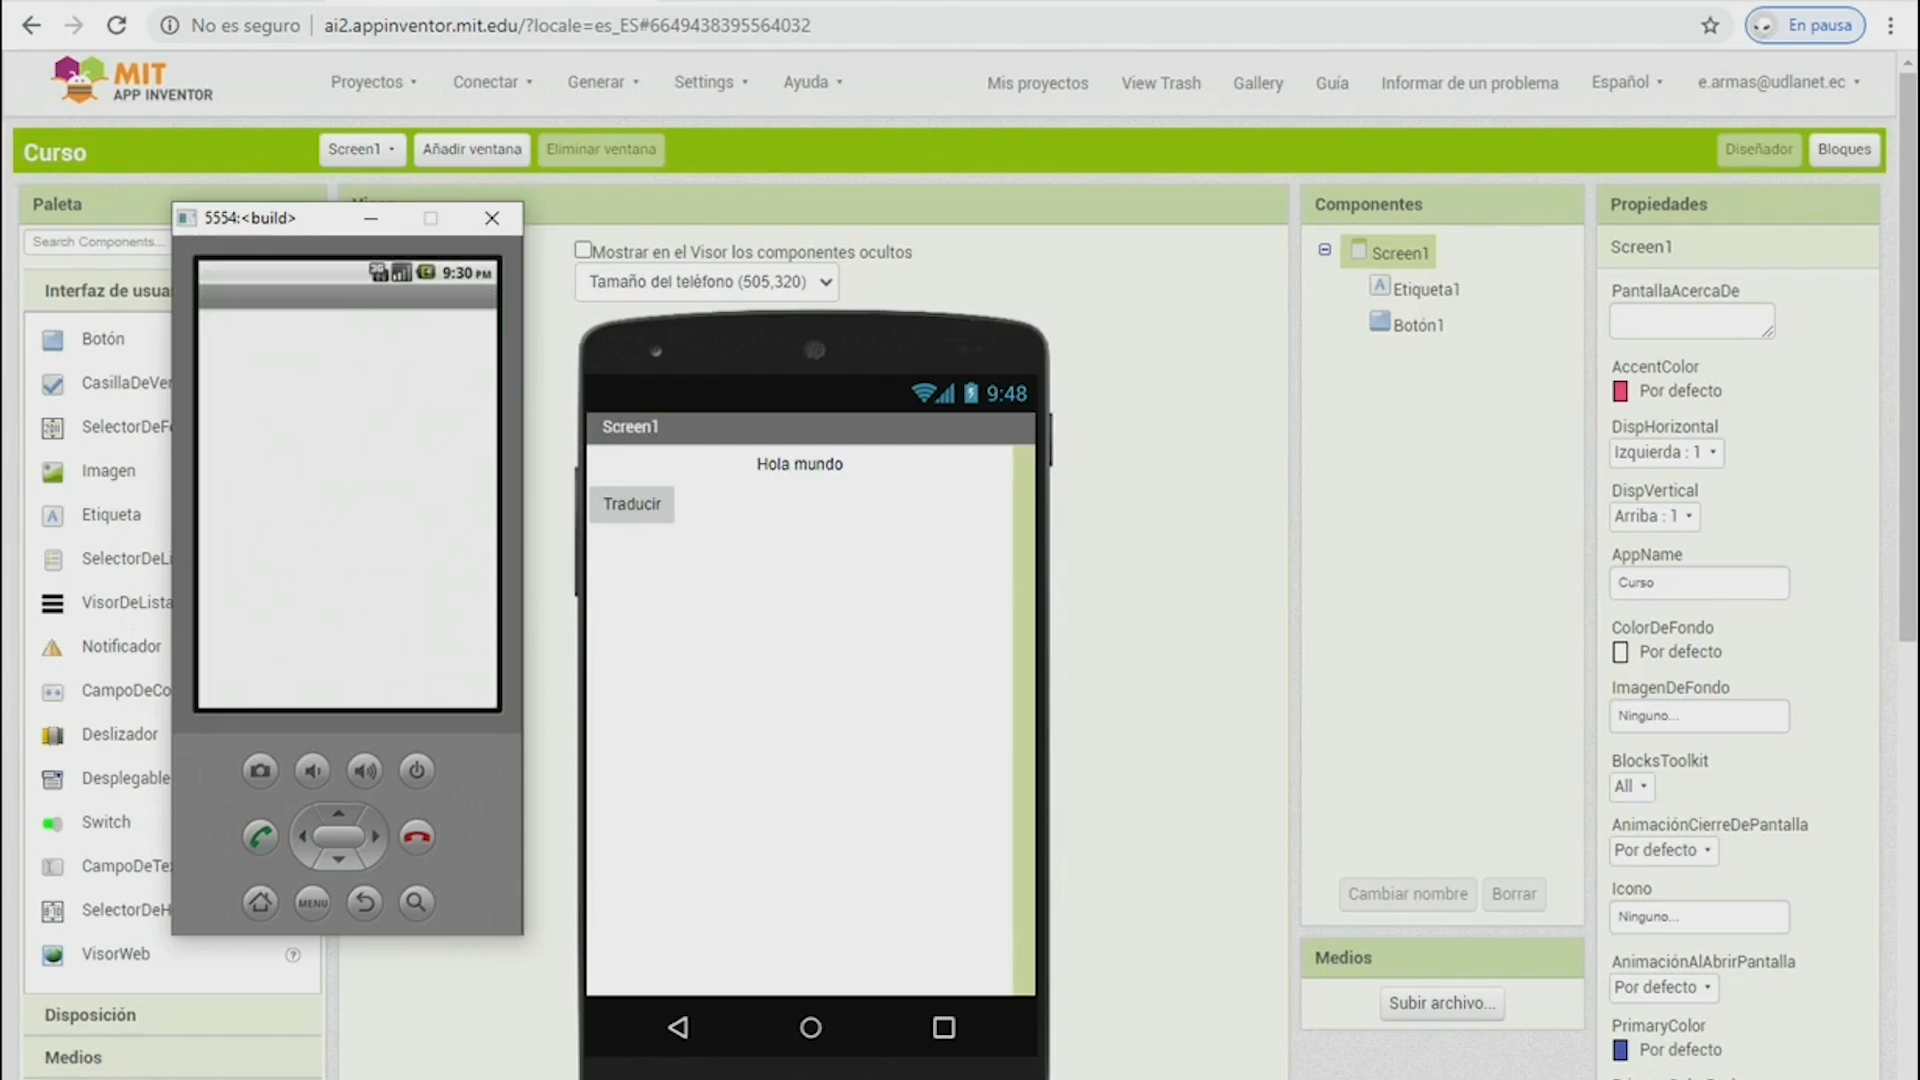 No es seguro
ai2.appinventor.mit.edu/?locale=es_ES#6649438395564032
En pausa
MIT
APP INVENTOR
Proyectos
Conectar
Generar
Settings
Ayuda
Mis proyectos
View Trash
Gallery
Guía
Informar de un problema
Español
e.armas@udlanet.ec
Curso
Screen1
Añadir ventana
Eliminar ventana
Diseñador
Bloques
Paleta
Search Components...
Interfaz de usua
Botón
CasillaDeVer
SelectorDeFe
Imagen
Etiqueta
SelectorDeLi
VisorDeLista
Notificador
CampoDeCo
Deslizador
Desplegable
Switch
CampoDeTe
SelectorDeH
VisorWeb
?
Disposición
Medios
5554:<build>
9:30 PM
MENU
Mostrar en el Visor los componentes ocultos
Tamaño del teléfono (505,320)
9:48
Screen1
Hola mundo
Traducir
Componentes
Screen1
Etiqueta1
Botón1
Cambiar nombre
Borrar
Medios
Subir archivo...
Propiedades
Screen1
PantallaAcercaDe
AccentColor
Por defecto
DispHorizontal
Izquierda : 1
DispVertical
Arriba : 1
AppName
Curso
ColorDeFondo
Por defecto
ImagenDeFondo
Ninguno...
BlocksToolkit
All
AnimaciónCierreDePantalla
Por defecto
Icono
Ninguno...
AnimaciónAlAbrirPantalla
Por defecto
PrimaryColor
Por defecto